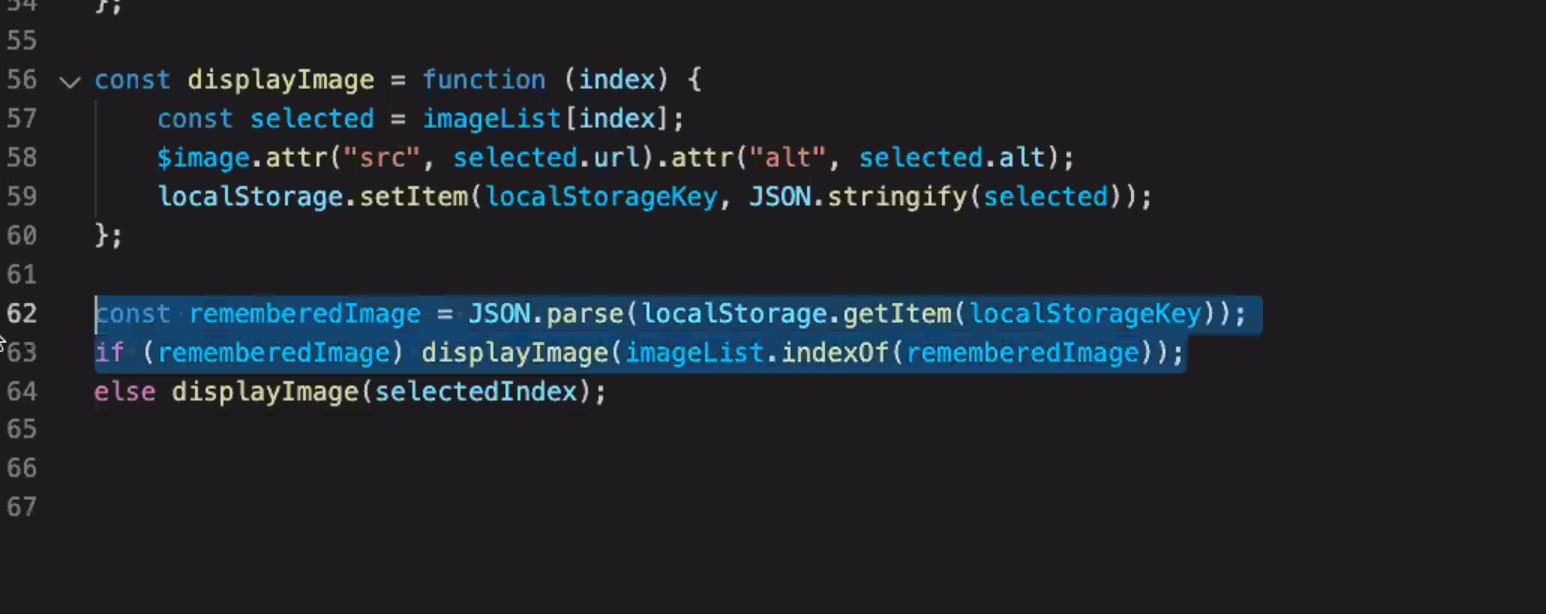 54 };
55
56 const displayImage = function (index) {
57 const selected = imageList[index];
58 $image.attr("src", selected.url).attr("alt", selected.alt);
59 localStorage.setItem(localStorageKey, JSON.stringify(selected));
60 };
61
62 const rememberedImage = JSON.parse(localStorage.getItem(localStorageKey));
63 if (rememberedImage) displayImage(imageList.indexOf(rememberedImage));
64 else displayImage(selectedIndex);
65
66
67